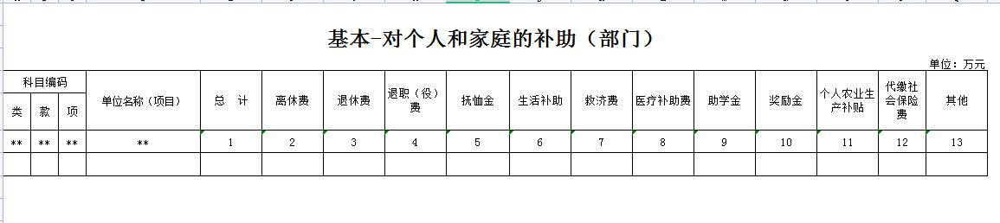 基本-对个人和家庭的补助（部门）
单位：万元
科目编码 单位名称（项目） 总 计 离休费 退休费 退职（役）费 抚恤金 生活补助 救济费 医疗补助费 助学金 奖励金 个人农业生产补贴 代缴社会保险费 其他
类 款 项
** ** ** ** 1 2 3 4 5 6 7 8 9 10 11 12 13